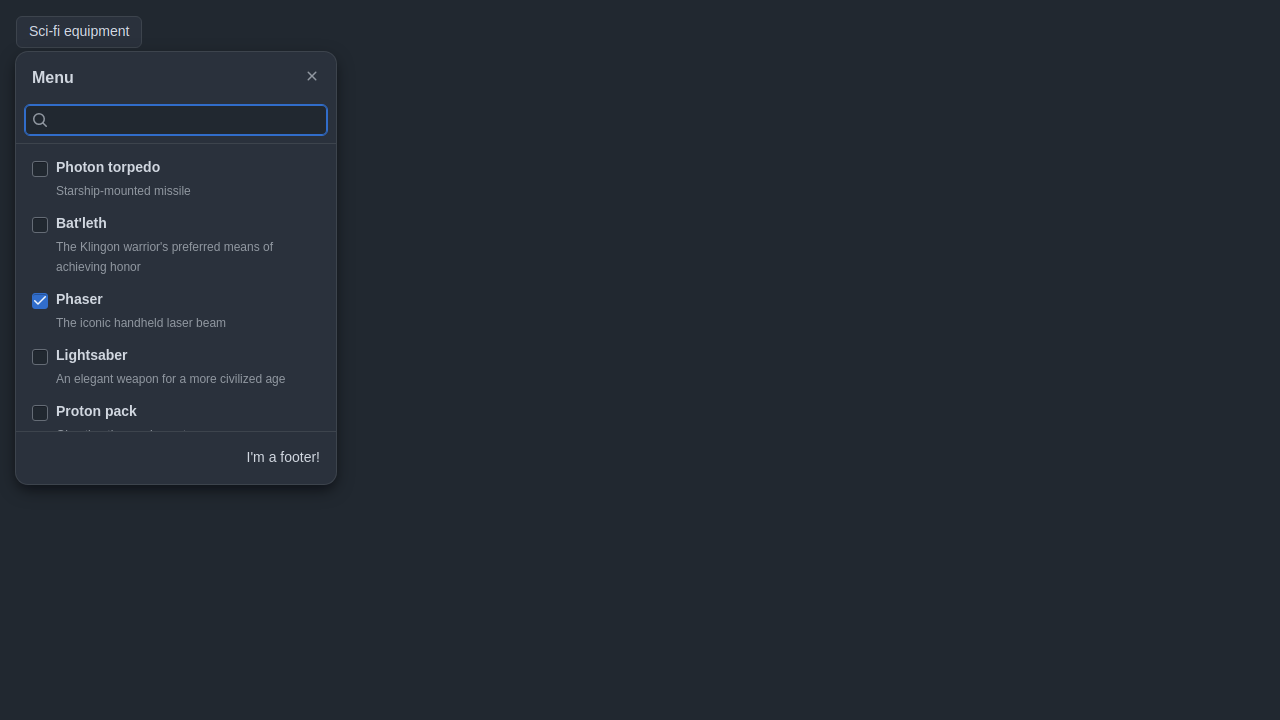 Sci-fi equipment
Menu
Photon torpedo
Starship-mounted missile
Bat'leth
The Klingon warrior's preferred means of
achieving honor
Phaser
The iconic handheld laser beam
Lightsaber
An elegant weapon for a more civilized age
Proton pack
I'm a footer!